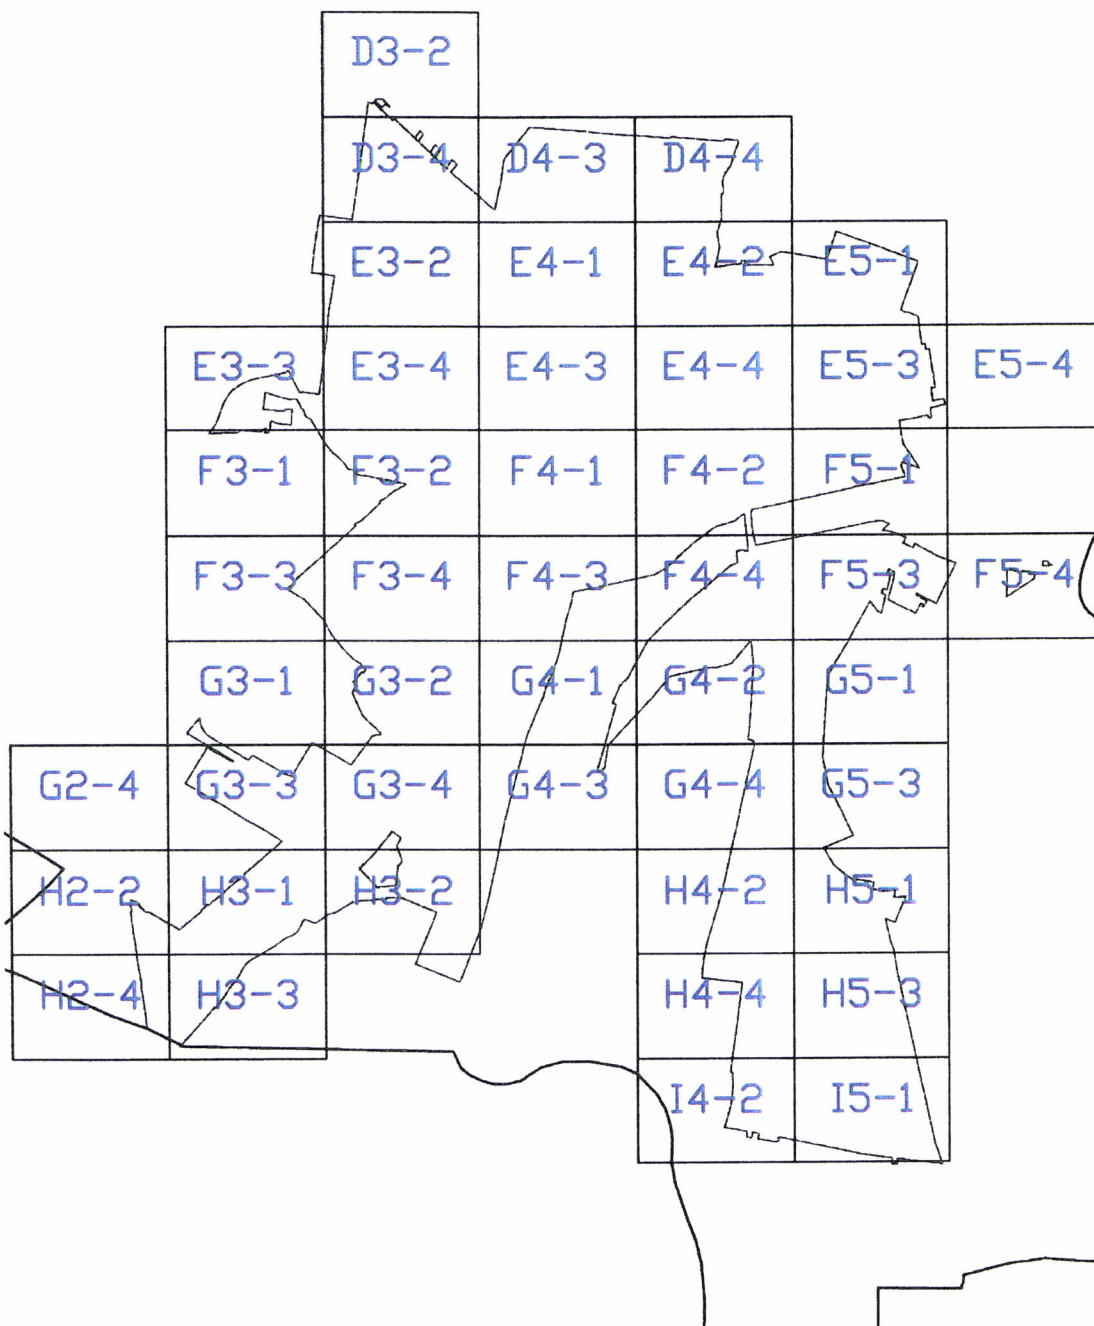 D3-2
D3-4 D4-3 D4-4
E3-2 E4-1 E4-2 E5-1
E3-3 E3-4 E4-3 E4-4 E5-3 E5-4
F3-1 F3-2 F4-1 F4-2 F5-1
F3-3 F3-4 F4-3 F4-4 F5-3 F5-4
G3-1 G3-2 G4-1 G4-2 G5-1
G2-4 G3-3 G3-4 G4-3 G4-4 G5-3
H2-2 H3-1 H3-2 H4-2 H5-1
H2-4 H3-3 H4-4 H5-3
I4-2 I5-1